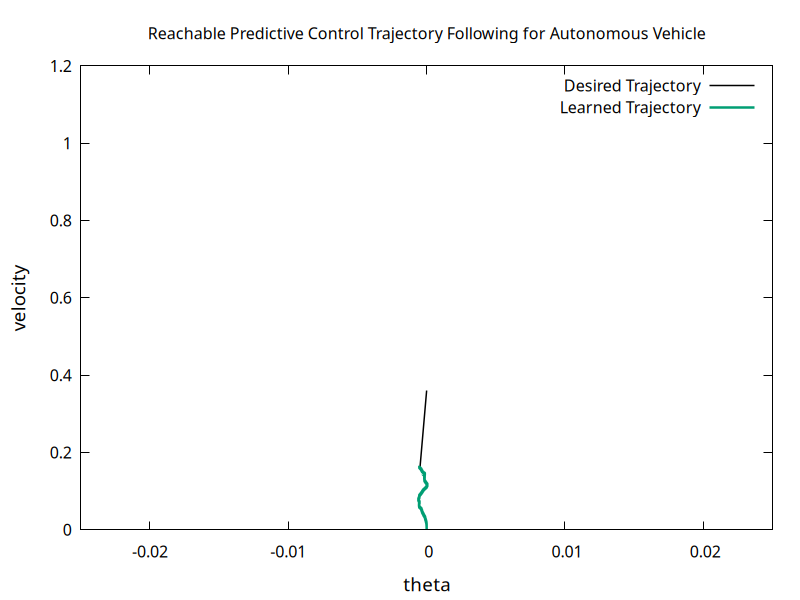 Reachable Predictive Control Trajectory Following for Autonomous Vehicle
Desired Trajectory
Learned Trajectory
1.2
1
0.8
0.6
0.4
0.2
0
velocity
-0.02 -0.01 0 0.01 0.02
theta